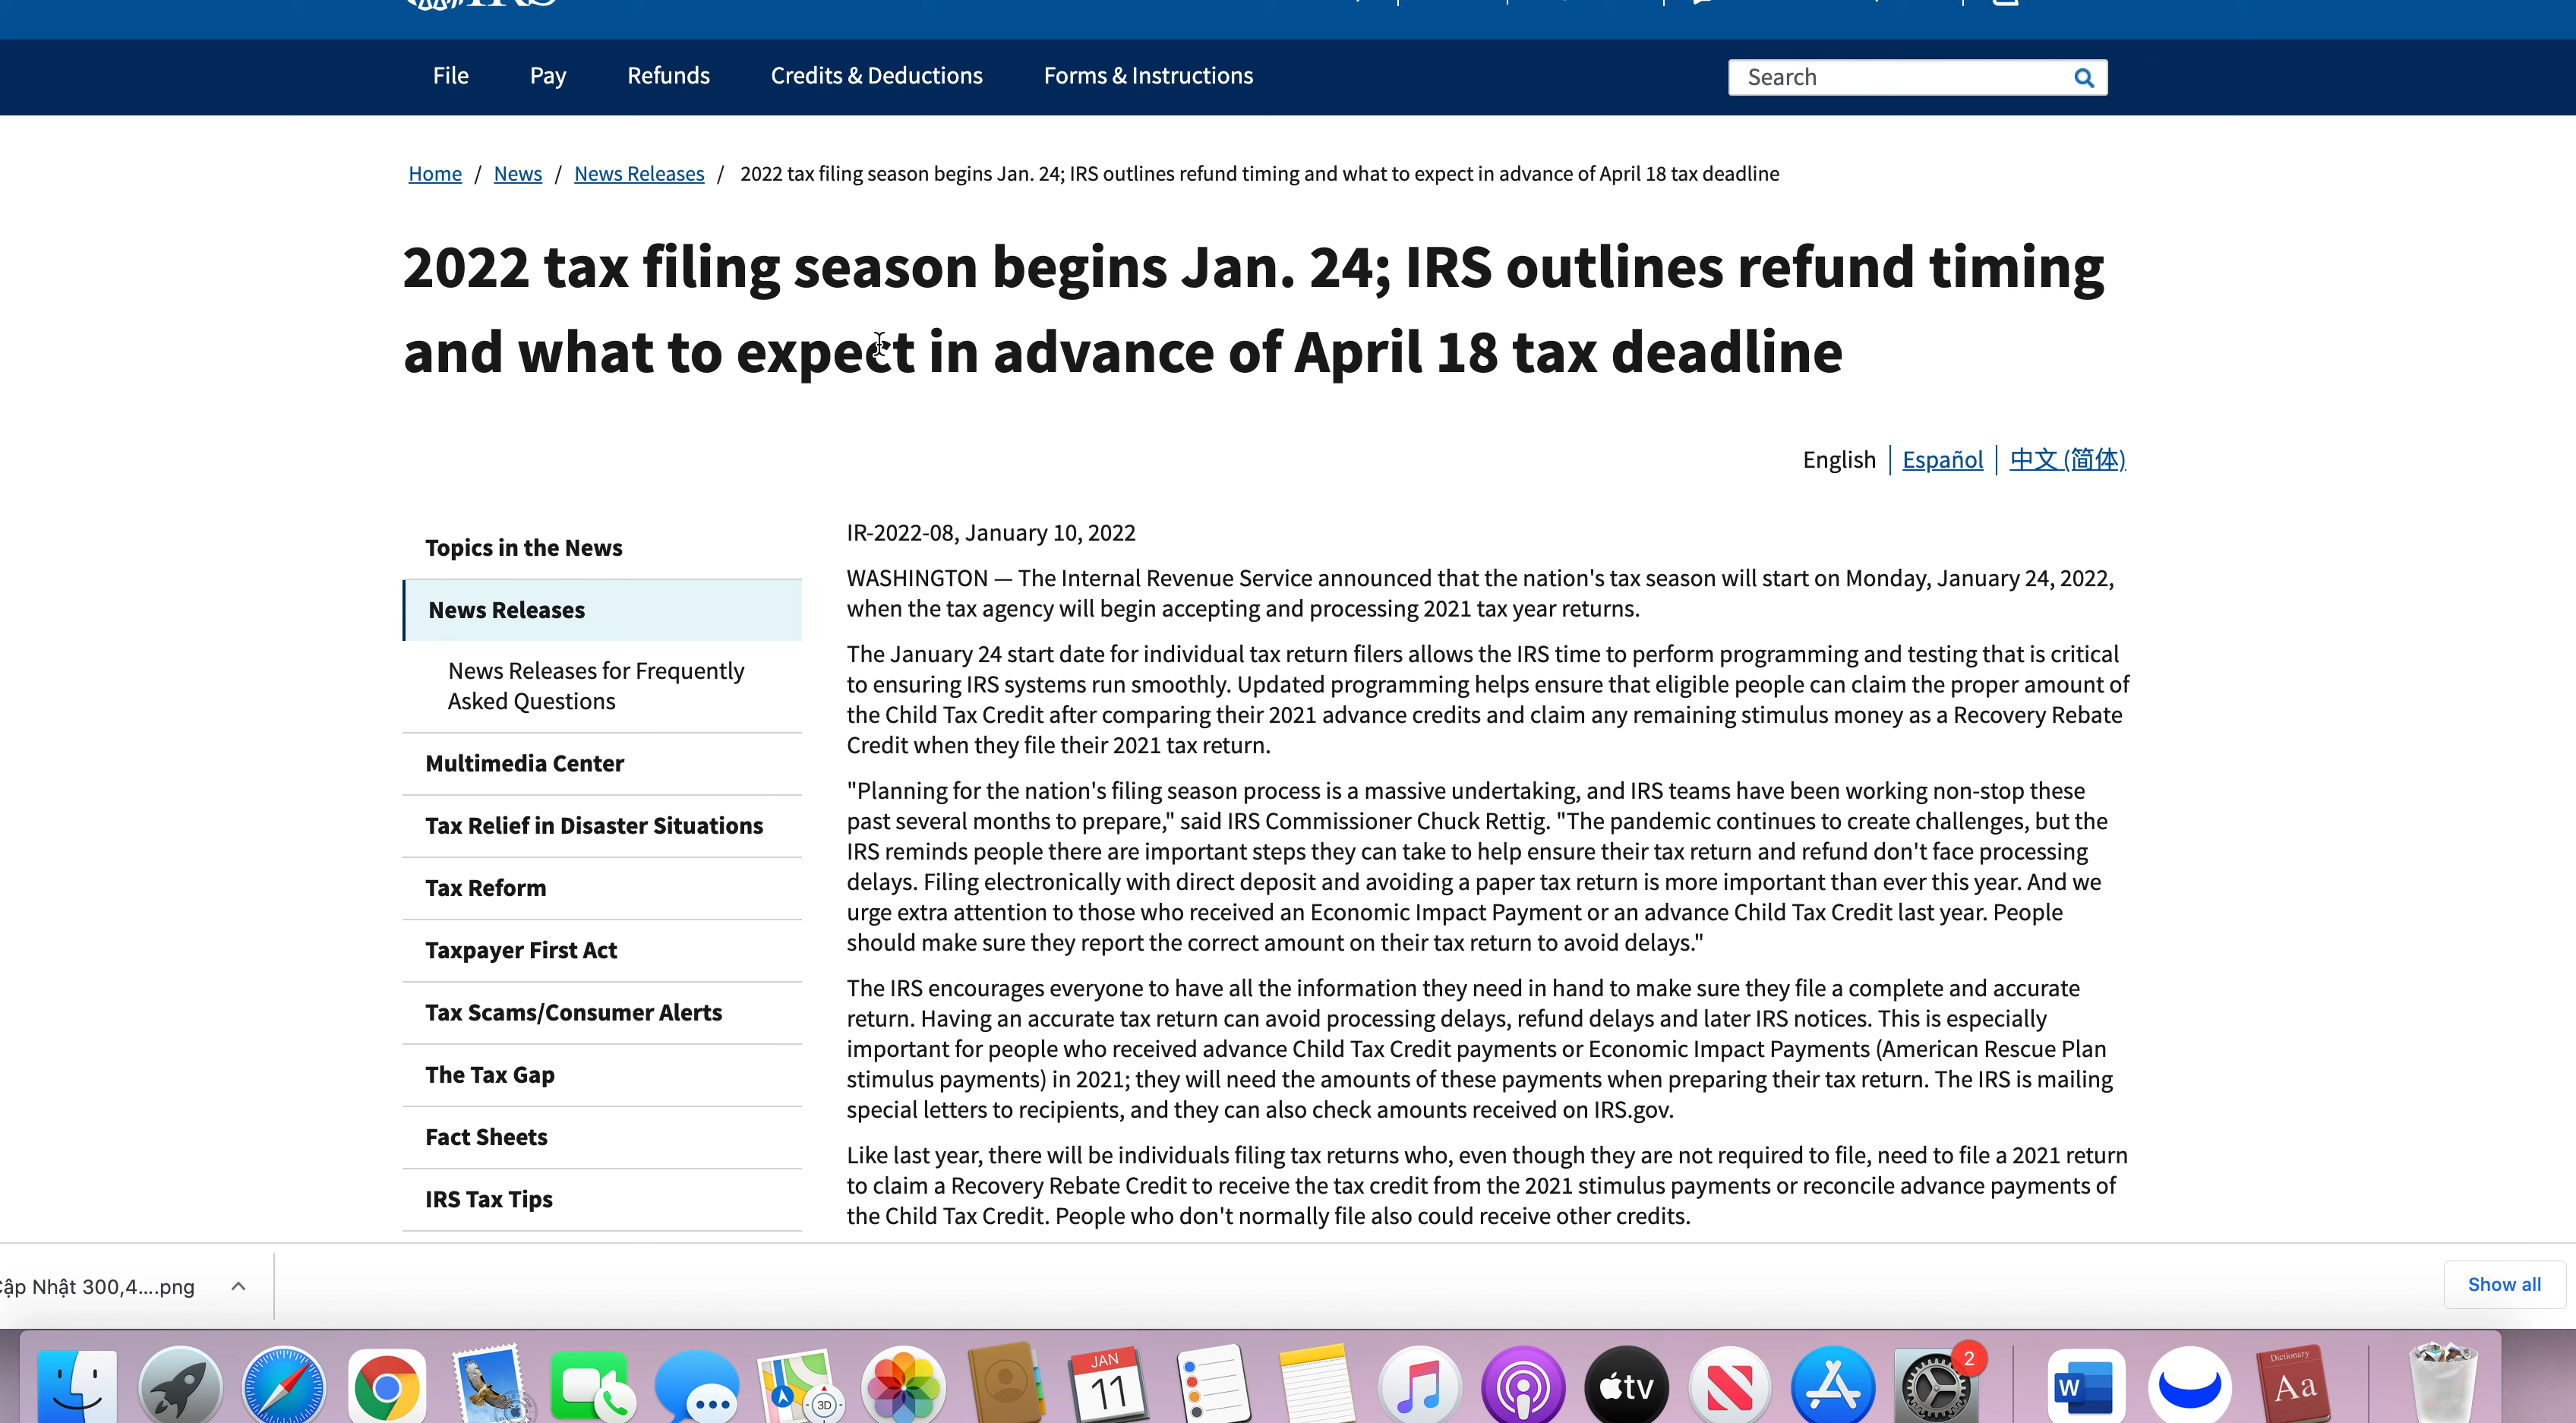 IRS
File Pay Refunds Credits & Deductions Forms & Instructions Search
Home / News / News Releases / 2022 tax filing season begins Jan. 24; IRS outlines refund timing and what to expect in advance of April 18 tax deadline
2022 tax filing season begins Jan. 24; IRS outlines refund timing
and what to expect in advance of April 18 tax deadline
English Español 中文 (简体)
Topics in the News
News Releases
News Releases for Frequently
Asked Questions
Multimedia Center
Tax Relief in Disaster Situations
Tax Reform
Taxpayer First Act
Tax Scams/Consumer Alerts
The Tax Gap
Fact Sheets
IRS Tax Tips
IR-2022-08, January 10, 2022
WASHINGTON — The Internal Revenue Service announced that the nation's tax season will start on Monday, January 24, 2022,
when the tax agency will begin accepting and processing 2021 tax year returns.
The January 24 start date for individual tax return filers allows the IRS time to perform programming and testing that is critical
to ensuring IRS systems run smoothly. Updated programming helps ensure that eligible people can claim the proper amount of
the Child Tax Credit after comparing their 2021 advance credits and claim any remaining stimulus money as a Recovery Rebate
Credit when they file their 2021 tax return.
"Planning for the nation's filing season process is a massive undertaking, and IRS teams have been working non-stop these
past several months to prepare," said IRS Commissioner Chuck Rettig. "The pandemic continues to create challenges, but the
IRS reminds people there are important steps they can take to help ensure their tax return and refund don't face processing
delays. Filing electronically with direct deposit and avoiding a paper tax return is more important than ever this year. And we
urge extra attention to those who received an Economic Impact Payment or an advance Child Tax Credit last year. People
should make sure they report the correct amount on their tax return to avoid delays."
The IRS encourages everyone to have all the information they need in hand to make sure they file a complete and accurate
return. Having an accurate tax return can avoid processing delays, refund delays and later IRS notices. This is especially
important for people who received advance Child Tax Credit payments or Economic Impact Payments (American Rescue Plan
stimulus payments) in 2021; they will need the amounts of these payments when preparing their tax return. The IRS is mailing
special letters to recipients, and they can also check amounts received on IRS.gov.
Like last year, there will be individuals filing tax returns who, even though they are not required to file, need to file a 2021 return
to claim a Recovery Rebate Credit to receive the tax credit from the 2021 stimulus payments or reconcile advance payments of
the Child Tax Credit. People who don't normally file also could receive other credits.
Cập Nhật 300,4....png
Show all
3D
JAN
11
tv
2
W
Dictionary
Aa